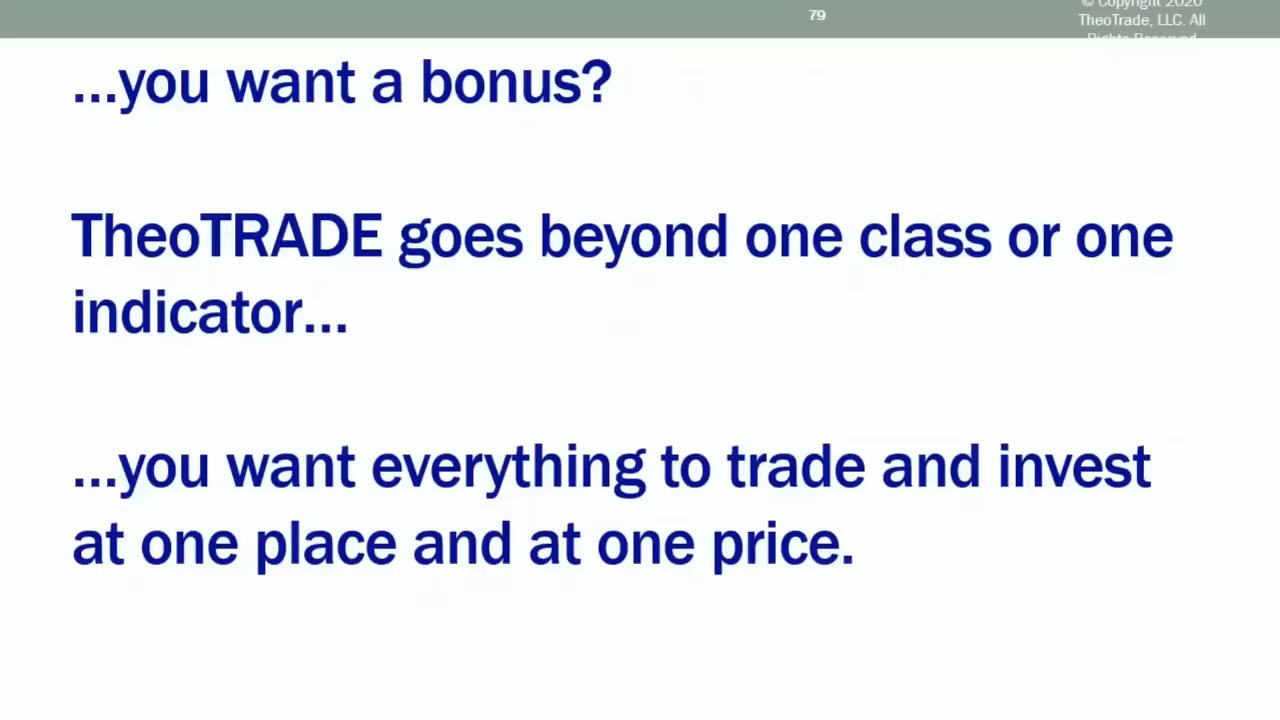 79
© Copyright 2020
TheoTrade, LLC. All
Rights Reserved
...you want a bonus?
TheoTRADE goes beyond one class or one
indicator...
...you want everything to trade and invest
at one place and at one price.